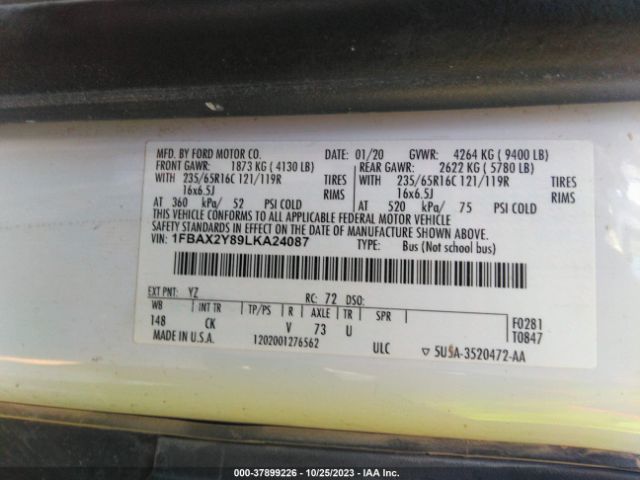 MFD. BY FORD MOTOR CO. DATE: 01/20 GVWR: 4264 KG ( 9400 LB)
FRONT GAWR: 1873 KG ( 4130 LB) REAR GAWR: 2622 KG ( 5780 LB)
WITH 235/65R16C 121/119R TIRES WITH 235/65R16C 121/119R TIRES
16x6.5J RIMS 16x6.5J RIMS
AT 360 kPa/ 52 PSI COLD AT 520 kPa/ 75 PSI COLD
THIS VEHICLE CONFORMS TO ALL APPLICABLE FEDERAL MOTOR VEHICLE
SAFETY STANDARD IN EFFECT ON THE DATE OF MANUFACTURE SHOWN ABOVE.
VIN: 1FBAX2Y89LKA24087 TYPE: Bus (Not school bus)
EXT PNT: YZ RC: 72 DSO:
WB INT TR TP/PS R AXLE TR SPR F0281
148 CK V 73 U T0847
MADE IN U.S.A. 1202001276562 ULC ▽ 5U5A-3520472-AA
000-37899226 - 10/25/2023 - IAA Inc.